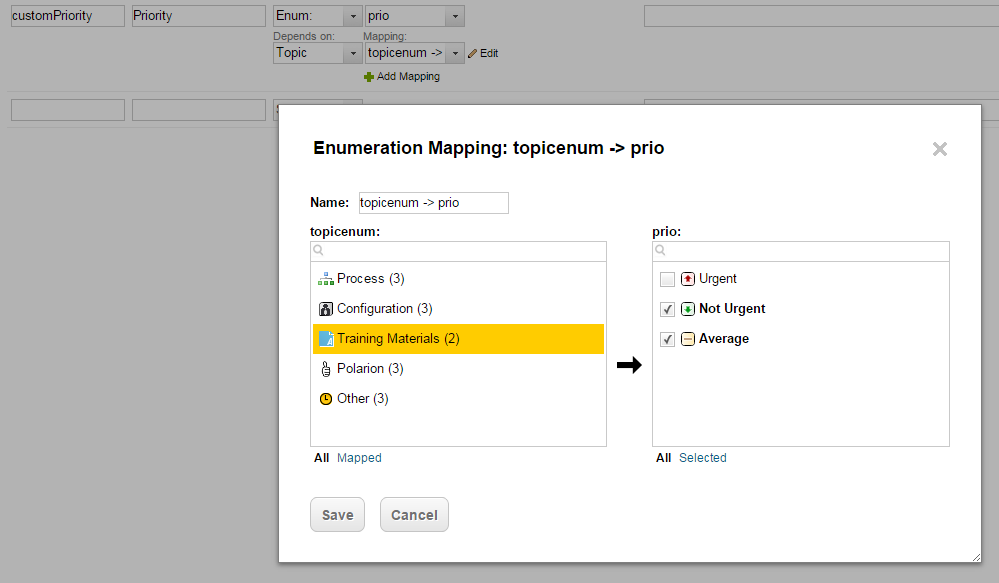 customPriority Priority Enum: prio
Depends on: Mapping:
Topic topicenum -> Edit
Add Mapping
Enumeration Mapping: topicenum -> prio
Name: topicenum -> prio
topicenum: prio:
Process (3) Urgent
Configuration (3) Not Urgent
Training Materials (2) Average
Polarion (3)
Other (3)
All Mapped All Selected
Save Cancel